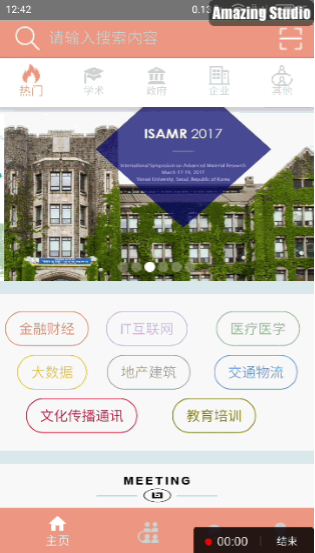 12:42
Amazing Studio
请输入搜索内容
热门 学术 政府 企业 其他
ISAMR 2017
International Symposium on Advanced Material Research
March 17-19, 2017
Yonsei University, Seoul, Republic of Korea
金融财经 IT互联网 医疗医学
大数据 地产建筑 交通物流
文化传播通讯 教育培训
MEETING
主页
00:00 结束